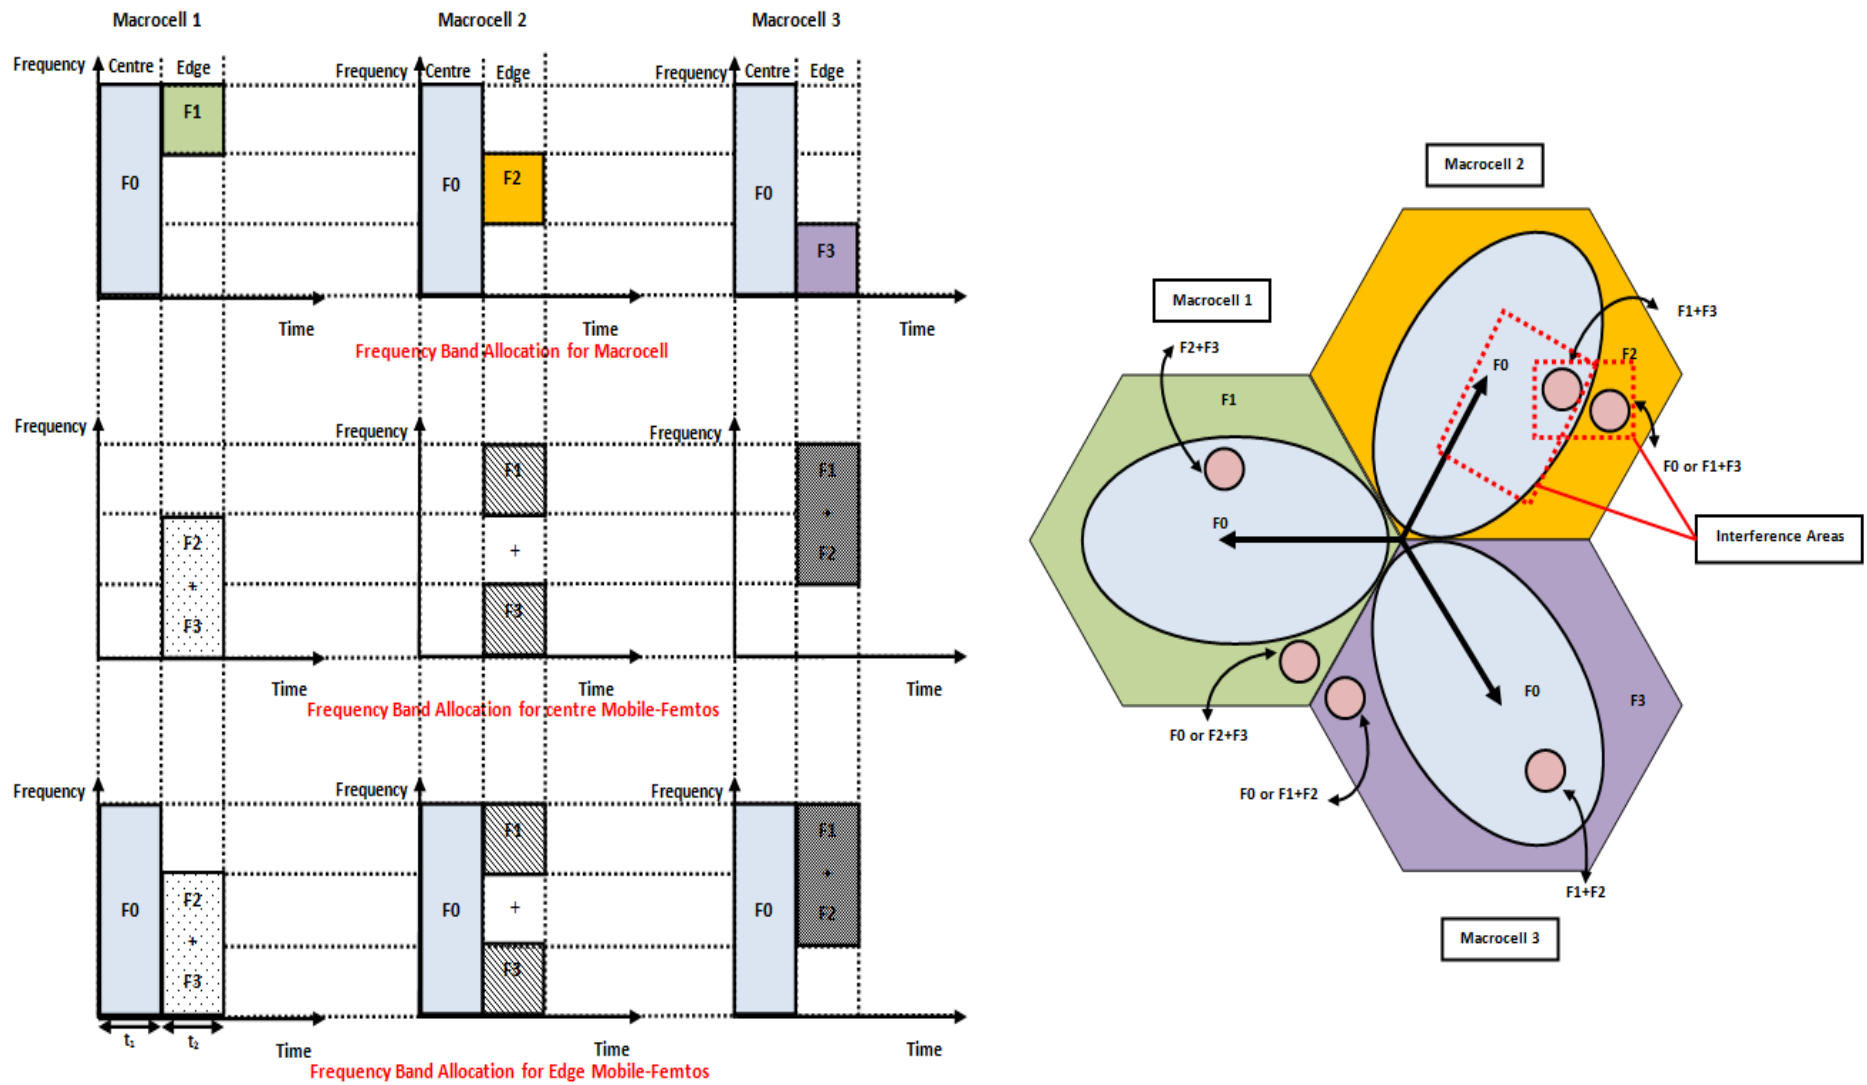 Macrocell 1
Macrocell 2
Macrocell 3
Frequency
Centre
Edge
Frequency
Centre
Edge
Frequency
Centre
Edge
F1
F0
F0
F2
F0
F3
Time
Time
Time
Frequency Band Allocation for Macrocell
Frequency
Frequency
Frequency
F2
+
F3
F1
+
F3
F1
+
F2
Time
Time
Time
Frequency Band Allocation for centre Mobile-Femtos
Frequency
Frequency
Frequency
F0
F2
+
F3
F0
F1
+
F3
F0
F1
+
F2
t₁
t₂
Time
Time
Time
Frequency Band Allocation for Edge Mobile-Femtos
Macrocell 2
Macrocell 1
F2+F3
F1+F3
F2
F0
F1
F0 or F1+F3
F0
Interference Areas
F0
F3
F0 or F2+F3
F0 or F1+F2
F1+F2
Macrocell 3